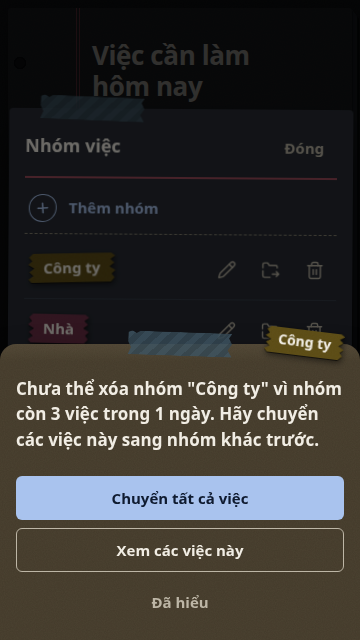 Việc cần làm
hôm nay
Nhóm việc
Đóng
Thêm nhóm
Công ty
Nhà
Công ty
Chưa thể xóa nhóm "Công ty" vì nhóm
còn 3 việc trong 1 ngày. Hãy chuyển
các việc này sang nhóm khác trước.
Chuyển tất cả việc
Xem các việc này
Đã hiểu